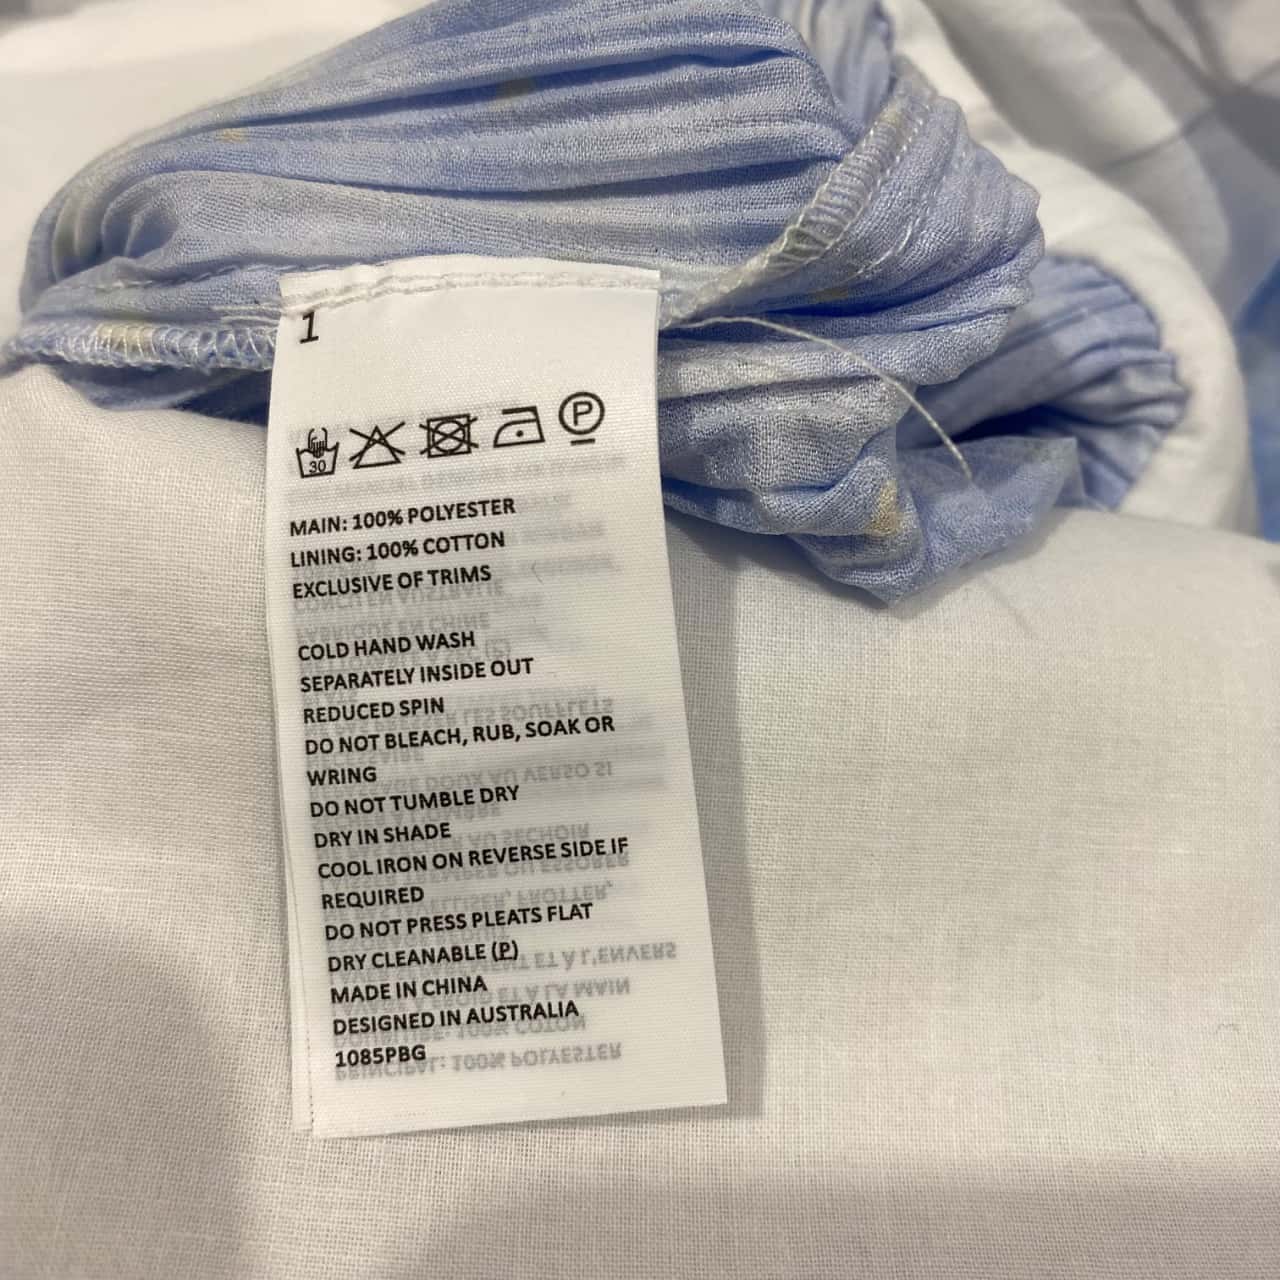 1
30 P
MAIN: 100% POLYESTER
LINING: 100% COTTON
EXCLUSIVE OF TRIMS
COLD HAND WASH
SEPARATELY INSIDE OUT
REDUCED SPIN
DO NOT BLEACH, RUB, SOAK OR
WRING
DO NOT TUMBLE DRY
DRY IN SHADE
COOL IRON ON REVERSE SIDE IF
REQUIRED
DO NOT PRESS PLEATS FLAT
DRY CLEANABLE (P)
MADE IN CHINA
DESIGNED IN AUSTRALIA
1085PBG